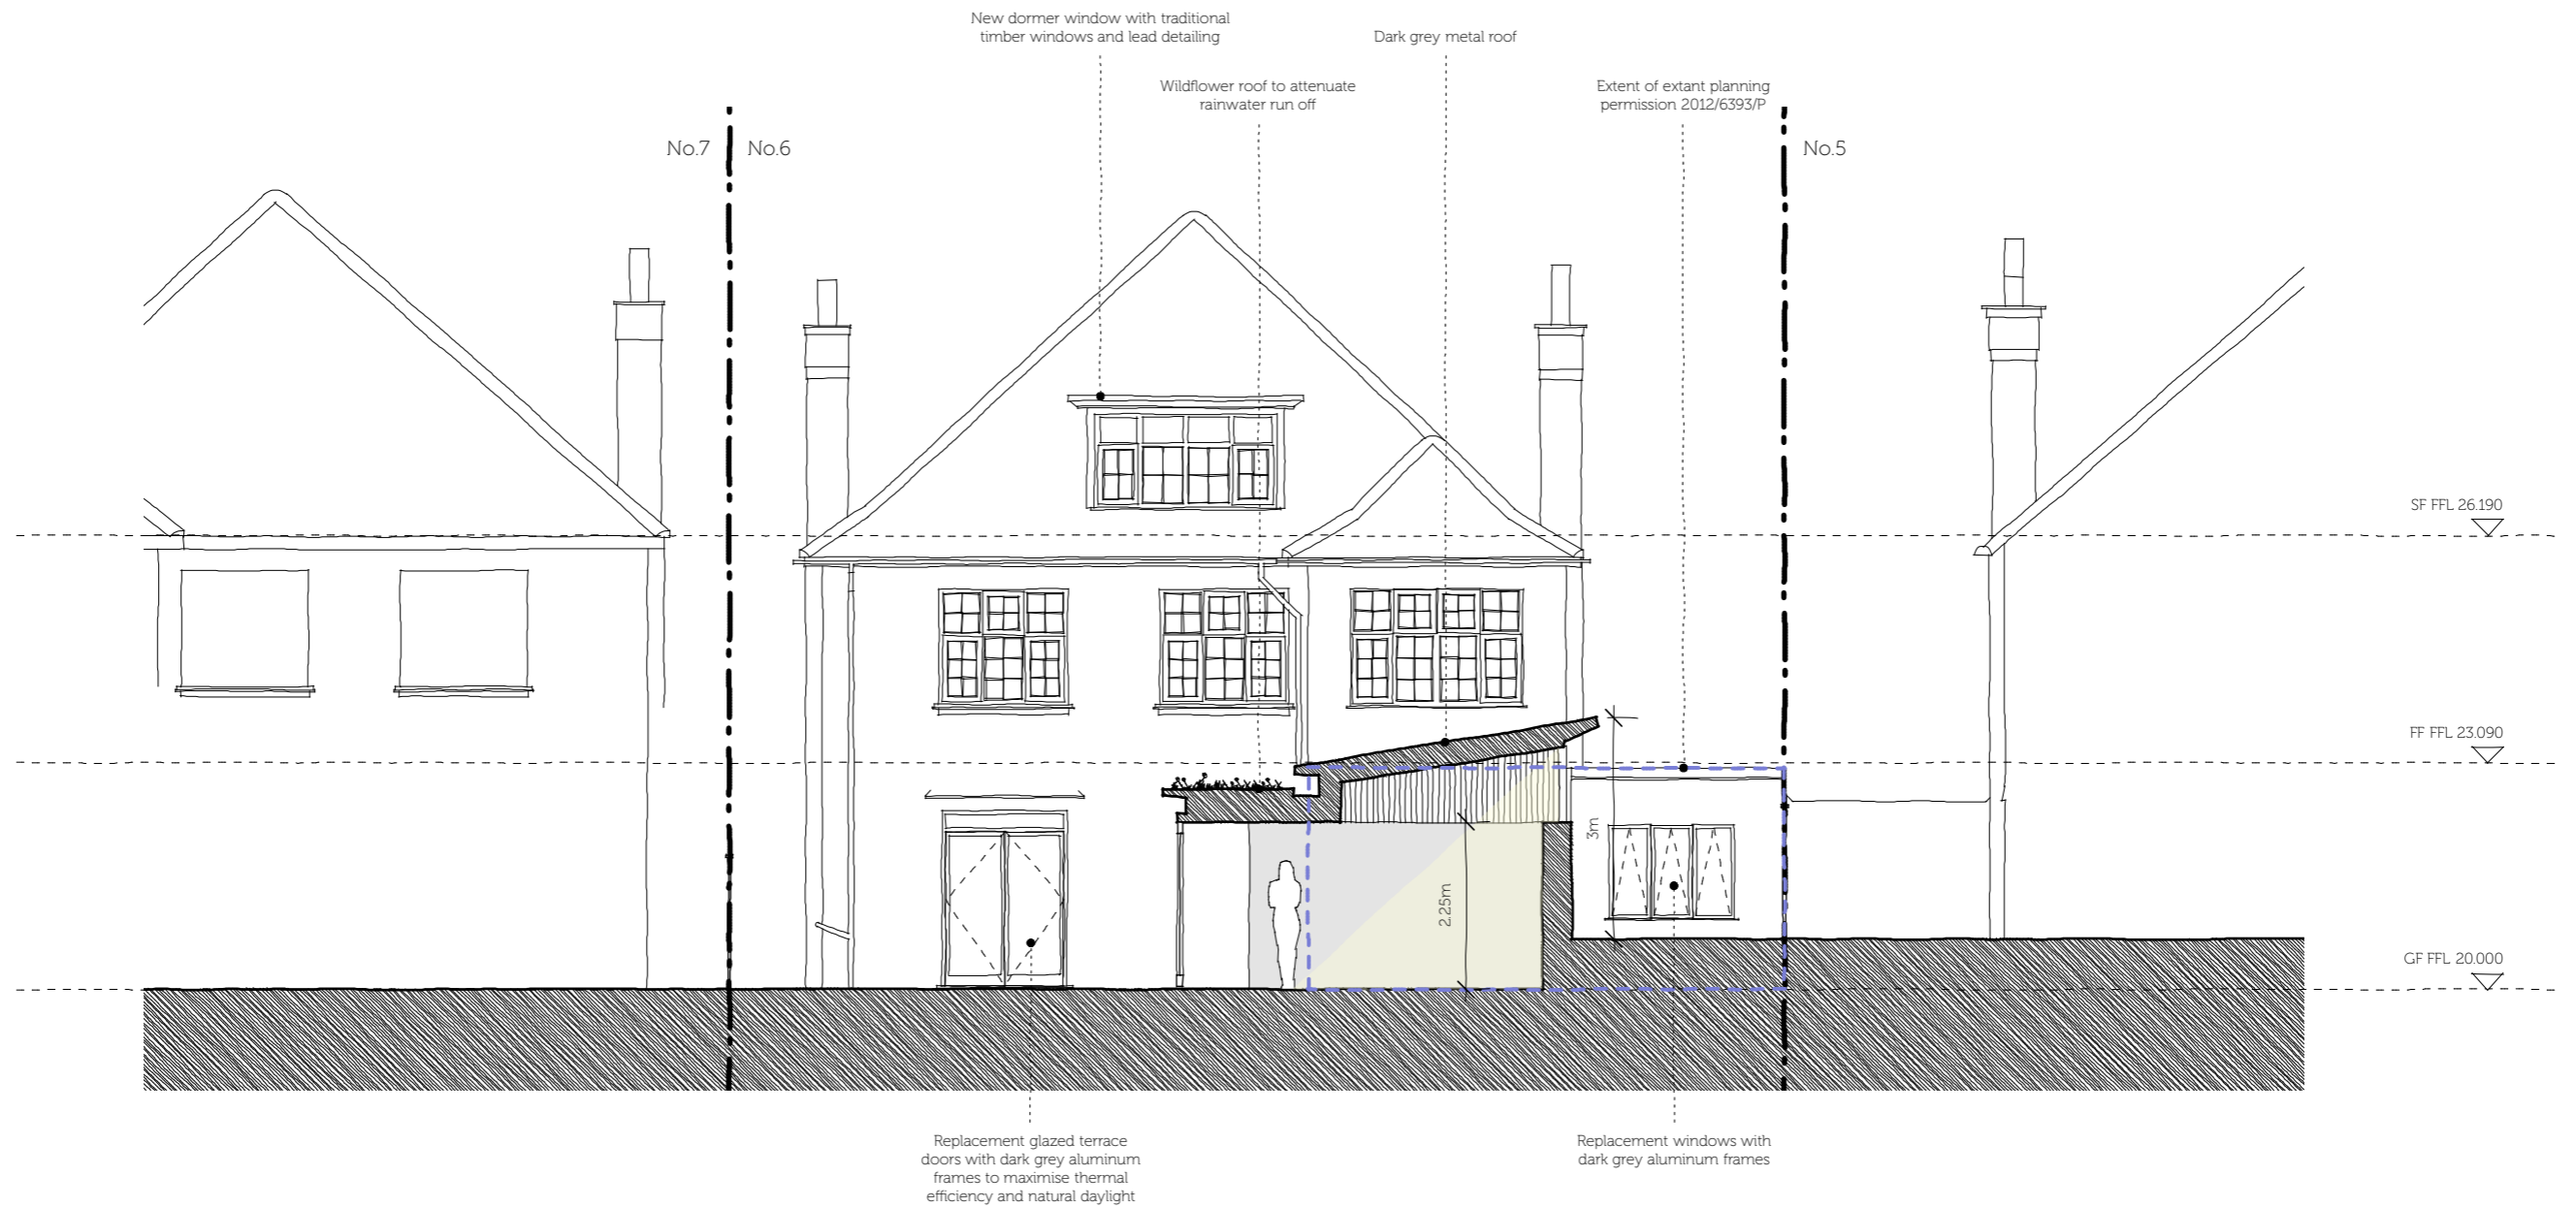 New dormer window with traditional
timber windows and lead detailing
Dark grey metal roof
Wildflower roof to attenuate
rainwater run off
Extent of extant planning
permission 2012/6393/P
No.7
No.6
No.5
SF FFL 26.190
FF FFL 23.090
3m
2.25m
GF FFL 20.000
Replacement glazed terrace
doors with dark grey aluminum
frames to maximise thermal
efficiency and natural daylight
Replacement windows with
dark grey aluminum frames